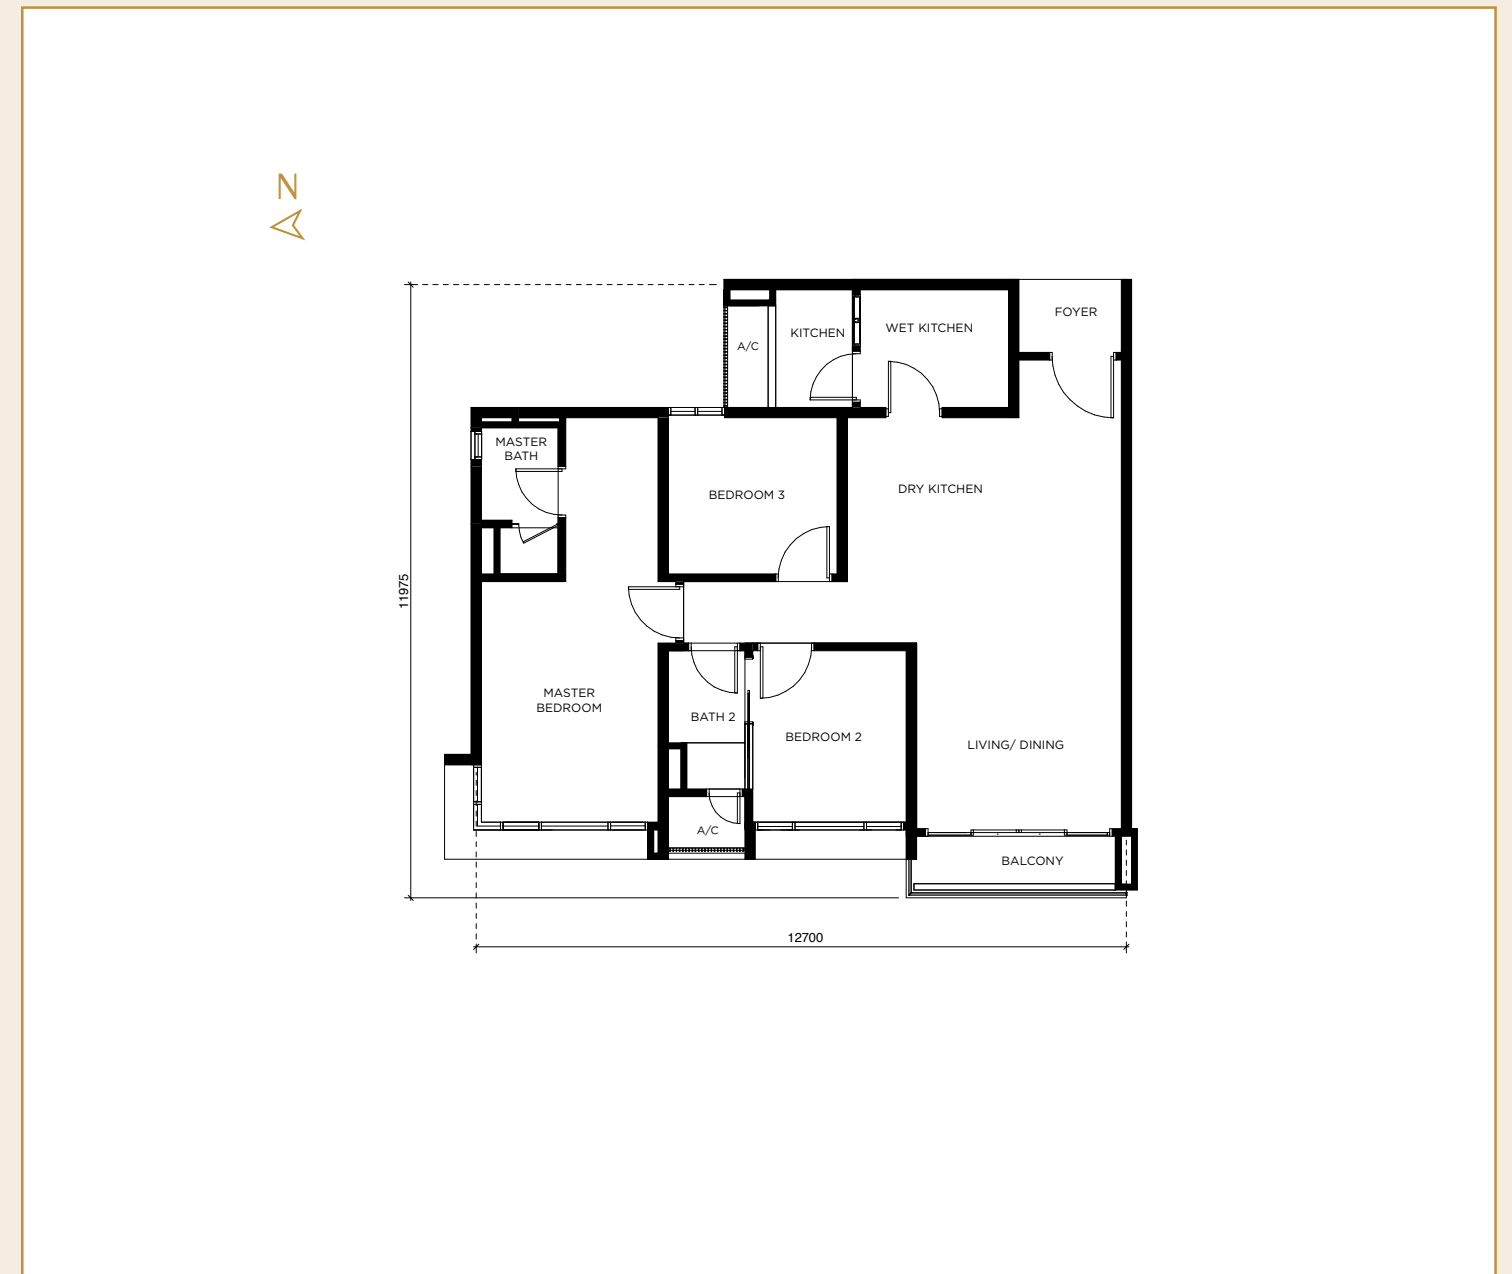 N
FOYER
KITCHEN
WET KITCHEN
A/C
MASTER
BATH
BEDROOM 3
DRY KITCHEN
11975
MASTER
BEDROOM
BATH 2
BEDROOM 2
LIVING/ DINING
A/C
BALCONY
12700